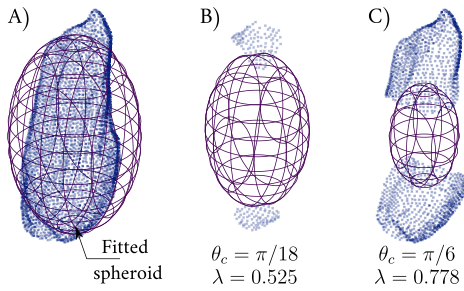 A)
B)
C)
Fitted
spheroid
θ_c = π/18
λ = 0.525
θ_c = π/6
λ = 0.778